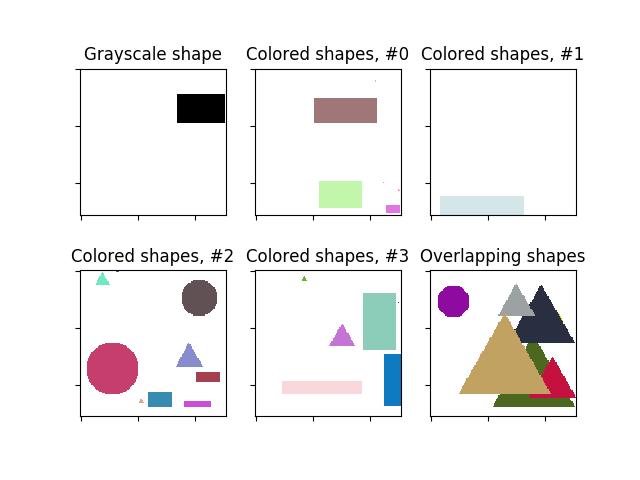 Grayscale shape
Colored shapes, #0
Colored shapes, #1
Colored shapes, #2
Colored shapes, #3
Overlapping shapes